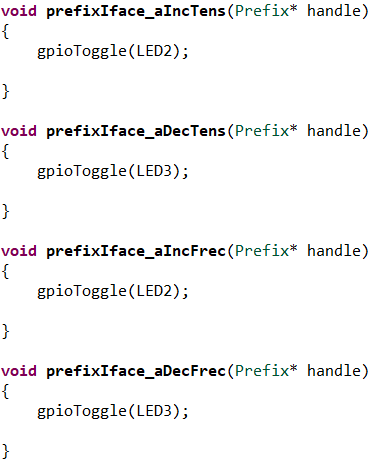 void prefixIface_aIncTens(Prefix* handle)
{
    gpioToggle(LED2);

}

void prefixIface_aDecTens(Prefix* handle)
{
    gpioToggle(LED3);

}

void prefixIface_aIncFrec(Prefix* handle)
{
    gpioToggle(LED2);

}

void prefixIface_aDecFrec(Prefix* handle)
{
    gpioToggle(LED3);

}